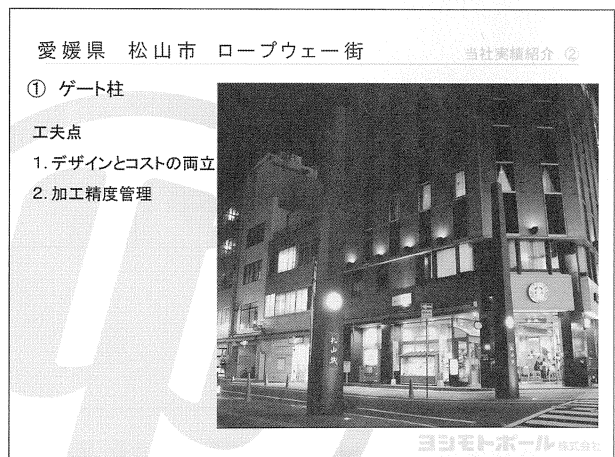 愛媛県 松山市 ロープウェー街
当社実績紹介 ②
① ゲート柱
工夫点
1. デザインとコストの両立
2. 加工精度管理
ヨシモトポール 株式会社